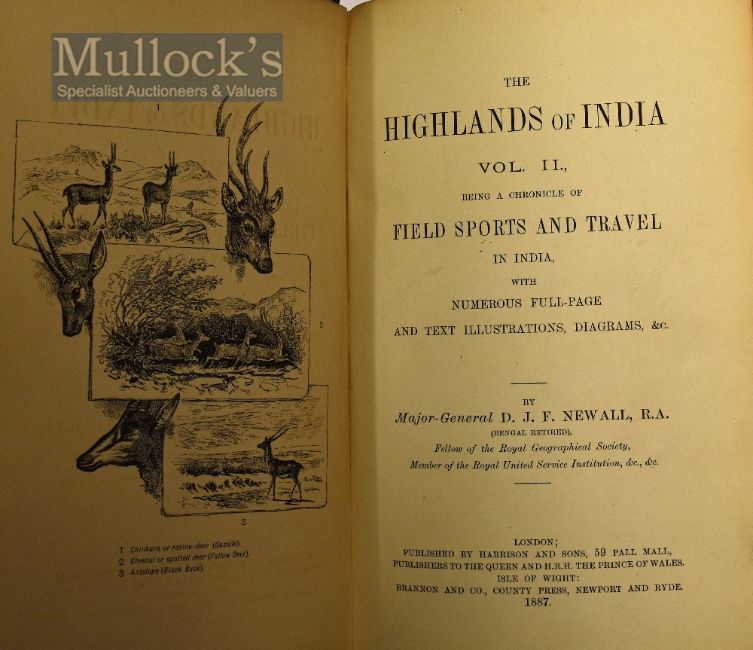 Mullock's
Specialist Auctioneers & Valuers
1
2
3
1 Chinkara or ravine-deer (Gazelle).
2 Cheetul or spotted deer (Fallow Deer).
3 Antelope (Black Buck).
THE
HIGHLANDS OF INDIA
VOL. II.,
BEING A CHRONICLE OF
FIELD SPORTS AND TRAVEL
IN INDIA,
WITH
NUMEROUS FULL-PAGE
AND TEXT ILLUSTRATIONS, DIAGRAMS, &c.
BY
Major-General D. J. F. NEWALL, R.A.
(BENGAL RETIRED),
Fellow of the Royal Geographical Society,
Member of the Royal United Service Institution, &c., &c.
LONDON;
PUBLISHED BY HARRISON AND SONS, 59 PALL MALL,
PUBLISHERS TO THE QUEEN AND H.R.H. THE PRINCE OF WALES.
ISLE OF WIGHT:
BRANNON AND CO., COUNTY PRESS, NEWPORT AND RYDE.
1887.